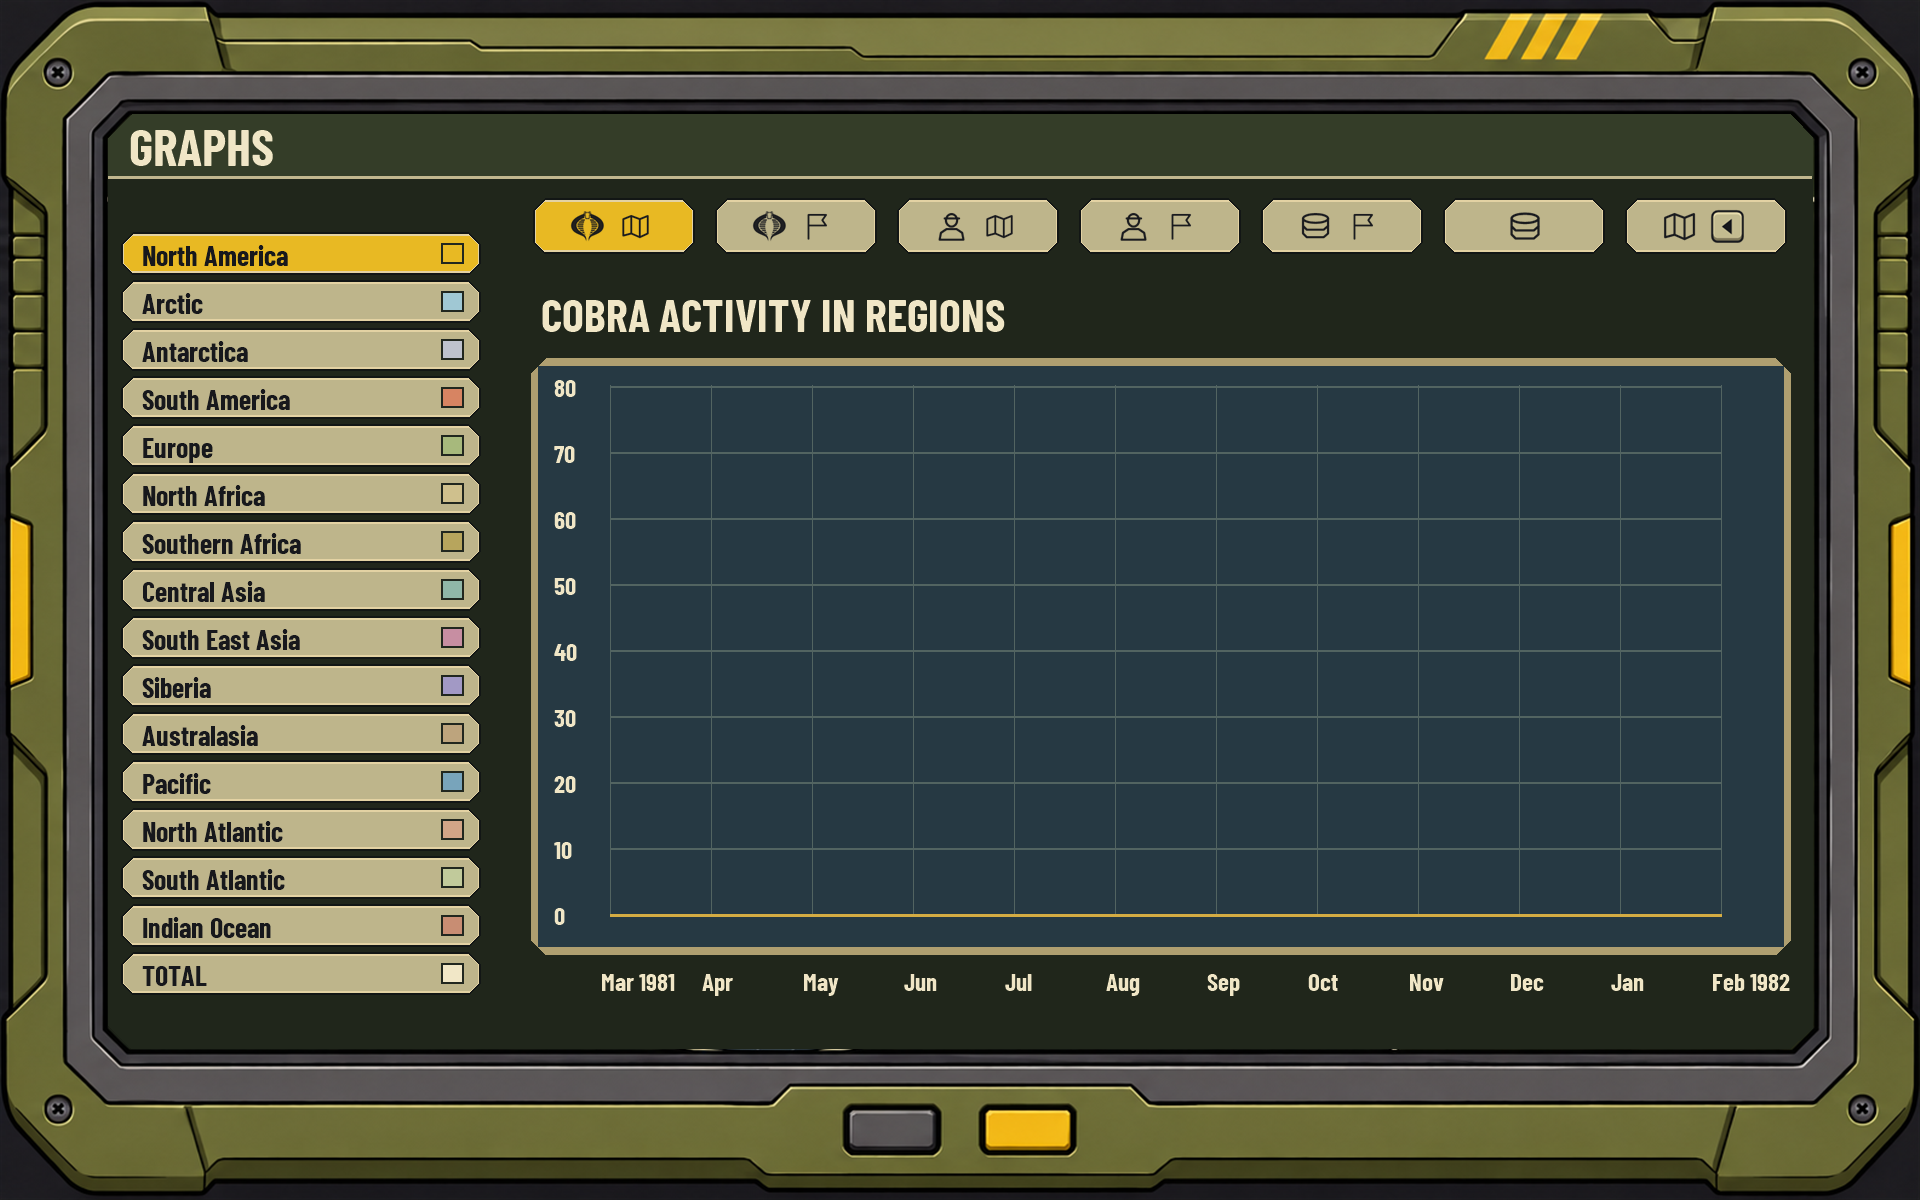 GRAPHS
North America
Arctic
Antarctica
South America
Europe
North Africa
Southern Africa
Central Asia
South East Asia
Siberia
Australasia
Pacific
North Atlantic
South Atlantic
Indian Ocean
TOTAL
COBRA ACTIVITY IN REGIONS
80
70
60
50
40
30
20
10
0
Mar 1981 Apr May Jun Jul Aug Sep Oct Nov Dec Jan Feb 1982